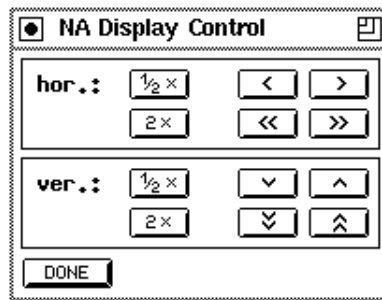 NA Display Control
hor.: ½ × < >
2 × << >>
ver.: ½ × ˅ ˄
2 ×
DONE